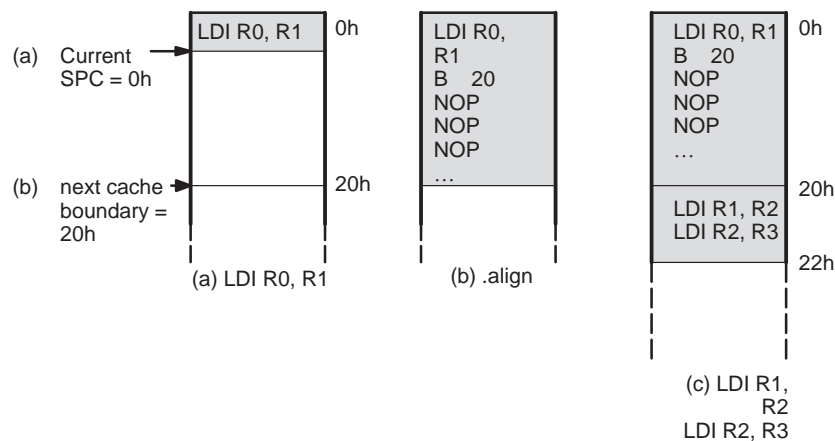 (a) Current
SPC = 0h
(b) next cache
boundary =
20h
LDI R0, R1
0h
20h
(a) LDI R0, R1
LDI R0,
R1
B 20
NOP
NOP
NOP
…
(b) .align
LDI R0, R1
B 20
NOP
NOP
NOP
…
0h
20h
LDI R1, R2
LDI R2, R3
22h
(c) LDI R1,
R2
LDI R2, R3